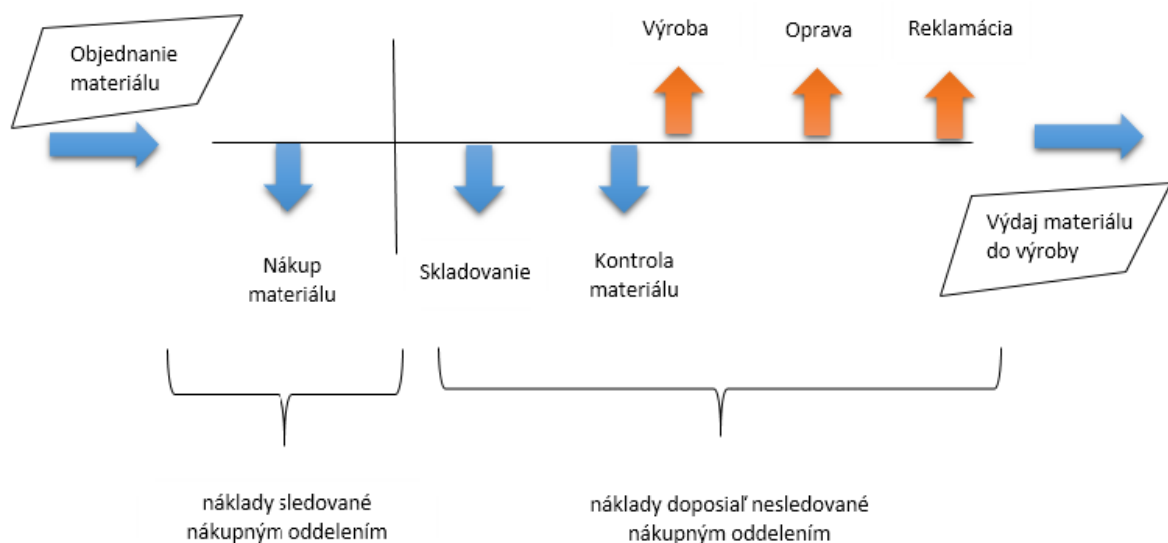 Objednanie
materiálu
Výroba
Oprava
Reklamácia
Nákup
materiálu
Skladovanie
Kontrola
materiálu
Výdaj materiálu
do výroby
náklady sledované
nákupným oddelením
náklady doposiaľ nesledované
nákupným oddelením